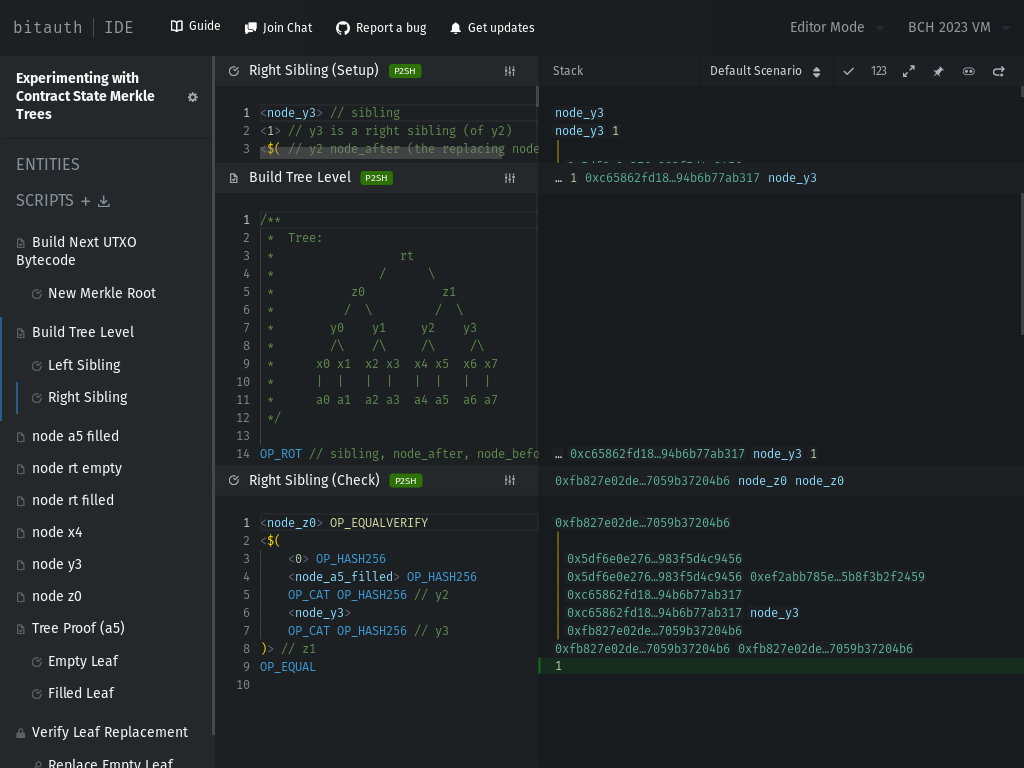 bitauth | IDE
Guide
Join Chat
Report a bug
Get updates
Editor Mode
BCH 2023 VM
Experimenting with
Contract State Merkle
Trees
ENTITIES
SCRIPTS +
Build Next UTXO
Bytecode
New Merkle Root
Build Tree Level
Left Sibling
Right Sibling
node a5 filled
node rt empty
node rt filled
node x4
node y3
node z0
Tree Proof (a5)
Empty Leaf
Filled Leaf
Verify Leaf Replacement
Replace Empty Leaf
Right Sibling (Setup) P2SH
1 <node_y3> // sibling
2 <1> // y3 is a right sibling (of y2)
3 <$( // y2 node_after (the replacing node
Build Tree Level P2SH
1 /**
2 *  Tree:
3 *                  rt
4 *               /      \
5 *           z0           z1
6 *          /  \         /  \
7 *        y0    y1     y2    y3
8 *        /\    /\     /\     /\
9 *      x0 x1  x2 x3  x4 x5  x6 x7
10 *      |  |   |  |   |  |   |  |
11 *      a0 a1  a2 a3  a4 a5  a6 a7
12 */
13
14 OP_ROT // sibling, node_after, node_befo
Right Sibling (Check) P2SH
1 <node_z0> OP_EQUALVERIFY
2 <$(
3     <0> OP_HASH256
4     <node_a5_filled> OP_HASH256
5     OP_CAT OP_HASH256 // y2
6     <node_y3>
7     OP_CAT OP_HASH256 // y3
8 )> // z1
9 OP_EQUAL
10
Stack
Default Scenario
123
node_y3
node_y3 1
… 1 0xc65862fd18…94b6b77ab317 node_y3
… 0xc65862fd18…94b6b77ab317 node_y3 1
0xfb827e02de…7059b37204b6 node_z0 node_z0
0xfb827e02de…7059b37204b6
0x5df6e0e276…983f5d4c9456
0x5df6e0e276…983f5d4c9456 0xef2abb785e…5b8f3b2f2459
0xc65862fd18…94b6b77ab317
0xc65862fd18…94b6b77ab317 node_y3
0xfb827e02de…7059b37204b6
0xfb827e02de…7059b37204b6 0xfb827e02de…7059b37204b6
1